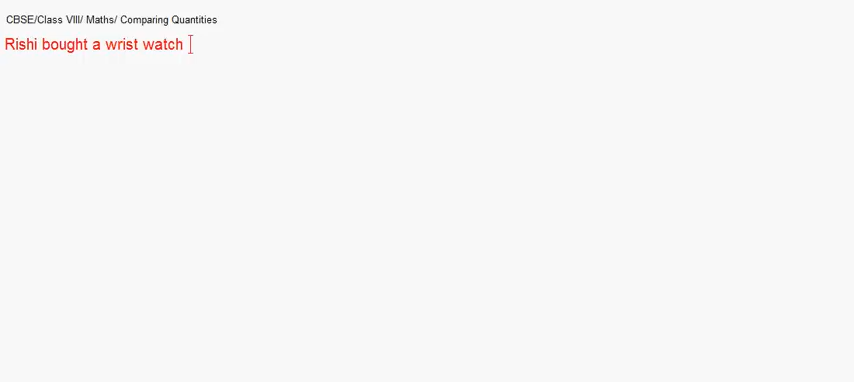 CBSE/Class VIII/ Maths/ Comparing Quantities
Rishi bought a wrist watch